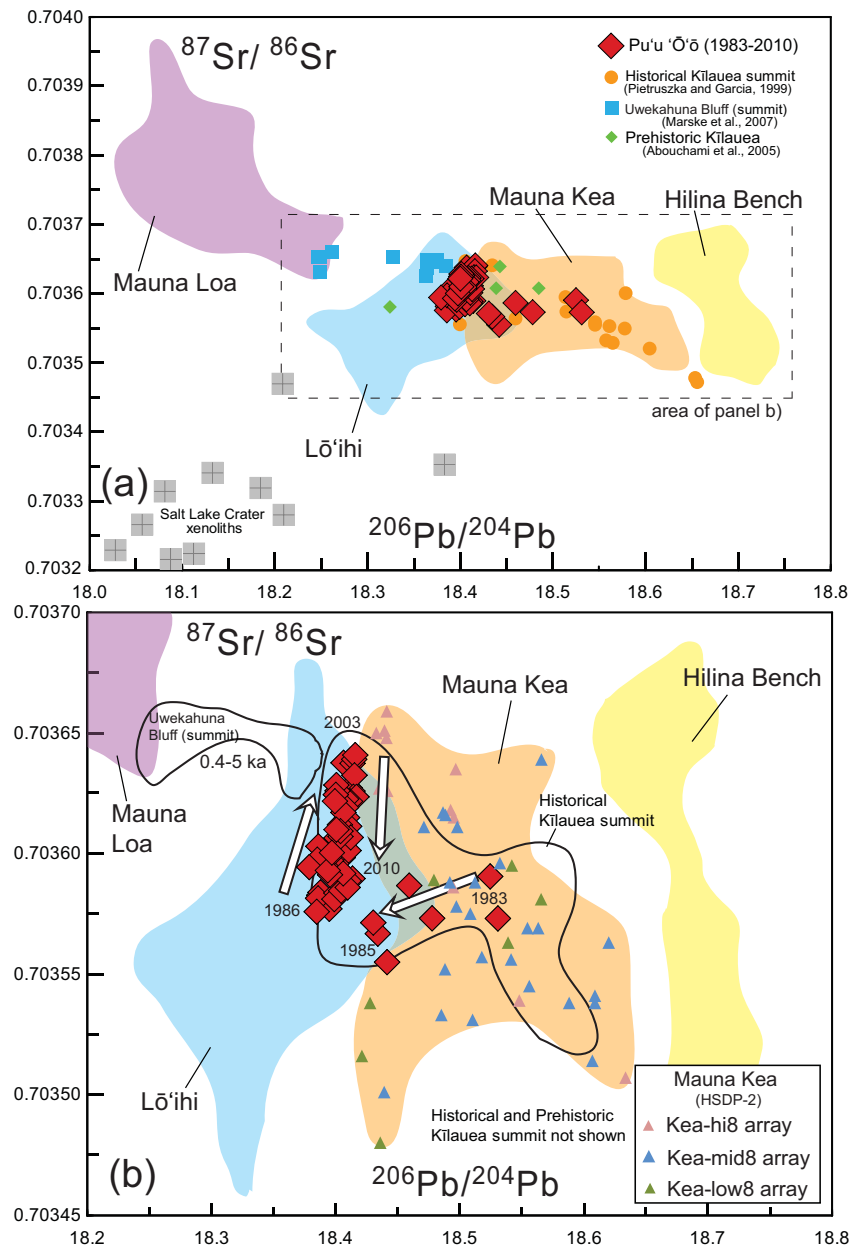 0.7040
87Sr/ 86Sr
Pu'u 'Ō'ō (1983-2010)
Historical Kīlauea summit
(Pietruszka and Garcia, 1999)
Uwekahuna Bluff (summit)
(Marske et al., 2007)
Prehistoric Kīlauea
(Abouchami et al., 2005)
0.7039
0.7038
0.7037
Mauna Loa
Mauna Kea
Hilina Bench
0.7036
0.7035
area of panel b)
Lō'ihi
0.7034
(a)
0.7033
Salt Lake Crater
xenoliths
206Pb/204Pb
0.7032
18.0 18.1 18.2 18.3 18.4 18.5 18.6 18.7 18.8
0.70370
87Sr/ 86Sr
Mauna Kea
Hilina Bench
Uwekahuna
Bluff (summit)
2003
0.70365
0.4-5 ka
Mauna
Loa
Historical
Kīlauea summit
0.70360
2010
1983
1986
1985
0.70355
0.70350
Lō'ihi
Historical and Prehistoric
Kīlauea summit not shown
Mauna Kea
(HSDP-2)
Kea-hi8 array
Kea-mid8 array
Kea-low8 array
(b)
206Pb/204Pb
0.70345
18.2 18.3 18.4 18.5 18.6 18.7 18.8